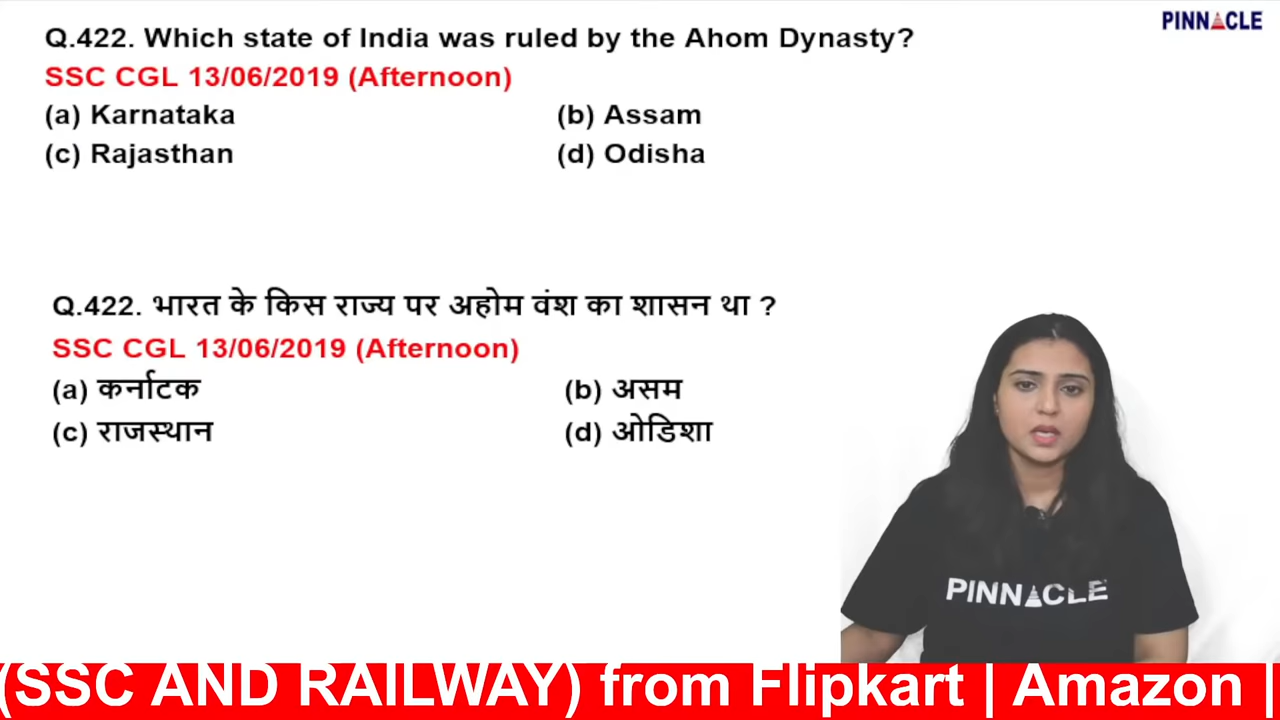 PINNACLE
Q.422. Which state of India was ruled by the Ahom Dynasty?
SSC CGL 13/06/2019 (Afternoon)
(a) Karnataka (b) Assam
(c) Rajasthan (d) Odisha
Q.422. भारत के किस राज्य पर अहोम वंश का शासन था ?
SSC CGL 13/06/2019 (Afternoon)
(a) कर्नाटक (b) असम
(c) राजस्थान (d) ओडिशा
PINNACLE
(SSC AND RAILWAY) from Flipkart | Amazon |